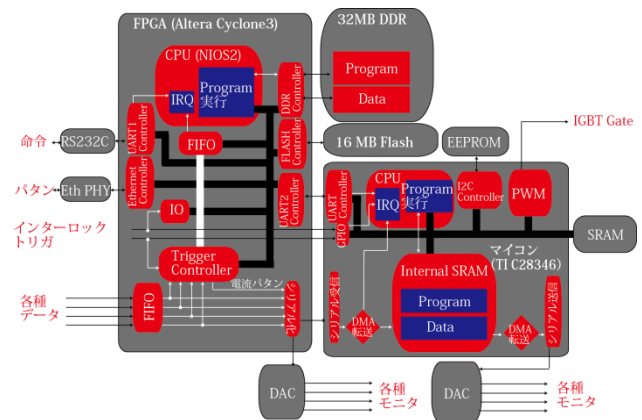 FPGA (Altera Cyclone3)
32MB DDR
CPU (NIOS2)
Program
実行
IRQ
FIFO
UART1
Controller
Ethernet
Controller
DDR
Controller
FLASH
Controller
UART2
Controller
IO
Trigger
Controller
FIFO
電流パタン
シリアル化
Program
Data
16 MB Flash
命令
RS232C
パタン
Eth PHY
インターロック
トリガ
各種
データ
EEPROM
IGBT Gate
UART
Controller
GPIO
CPU
IRQ
Program
実行
I2C
Controller
PWM
SRAM
マイコン
(TI C28346)
Internal SRAM
Program
Data
シリアル受信
DMA
転送
DMA
転送
シリアル送信
DAC
各種
モニタ
DAC
各種
モニタ